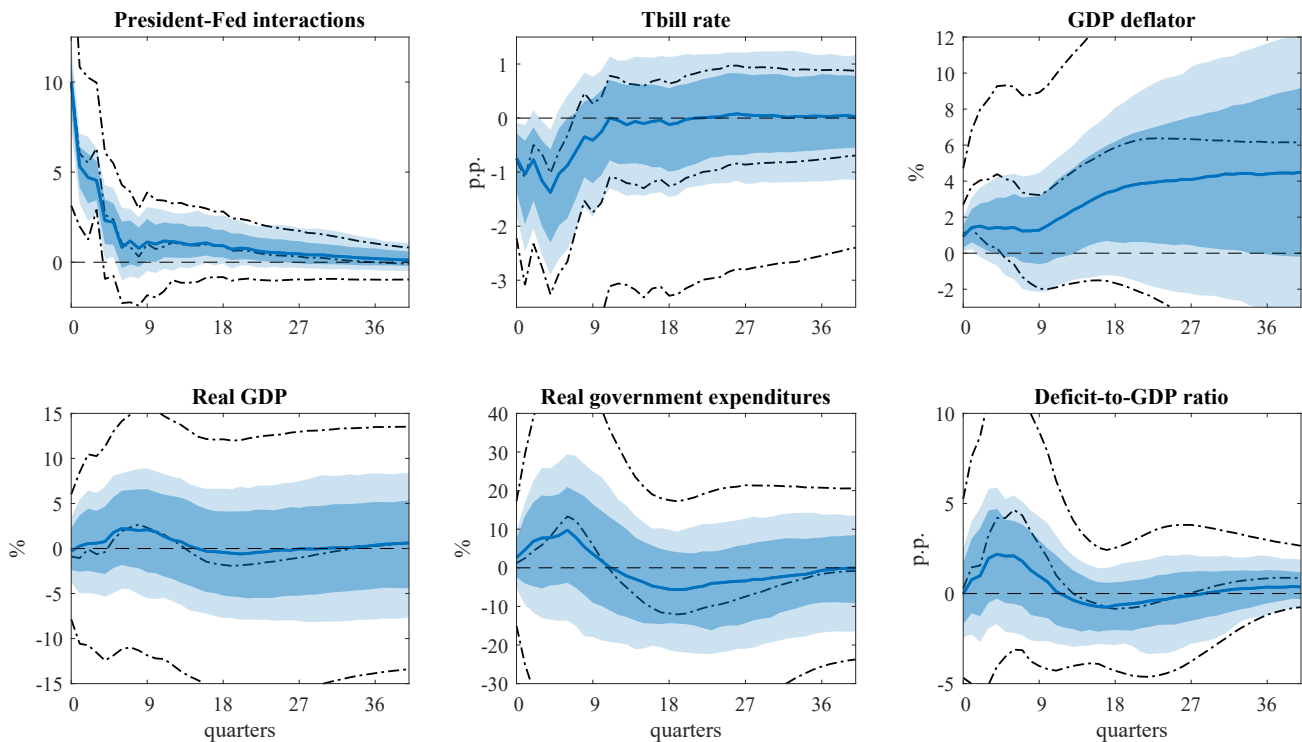 President-Fed interactions
10
5
0
0 9 18 27 36
Tbill rate
p.p.
1
0
-1
-2
-3
0 9 18 27 36
GDP deflator
%
12
10
8
6
4
2
0
-2
0 9 18 27 36
Real GDP
%
15
10
5
0
-5
-10
-15
0 9 18 27 36
quarters
Real government expenditures
%
40
30
20
10
0
-10
-20
-30
0 9 18 27 36
quarters
Deficit-to-GDP ratio
p.p.
10
5
0
-5
0 9 18 27 36
quarters